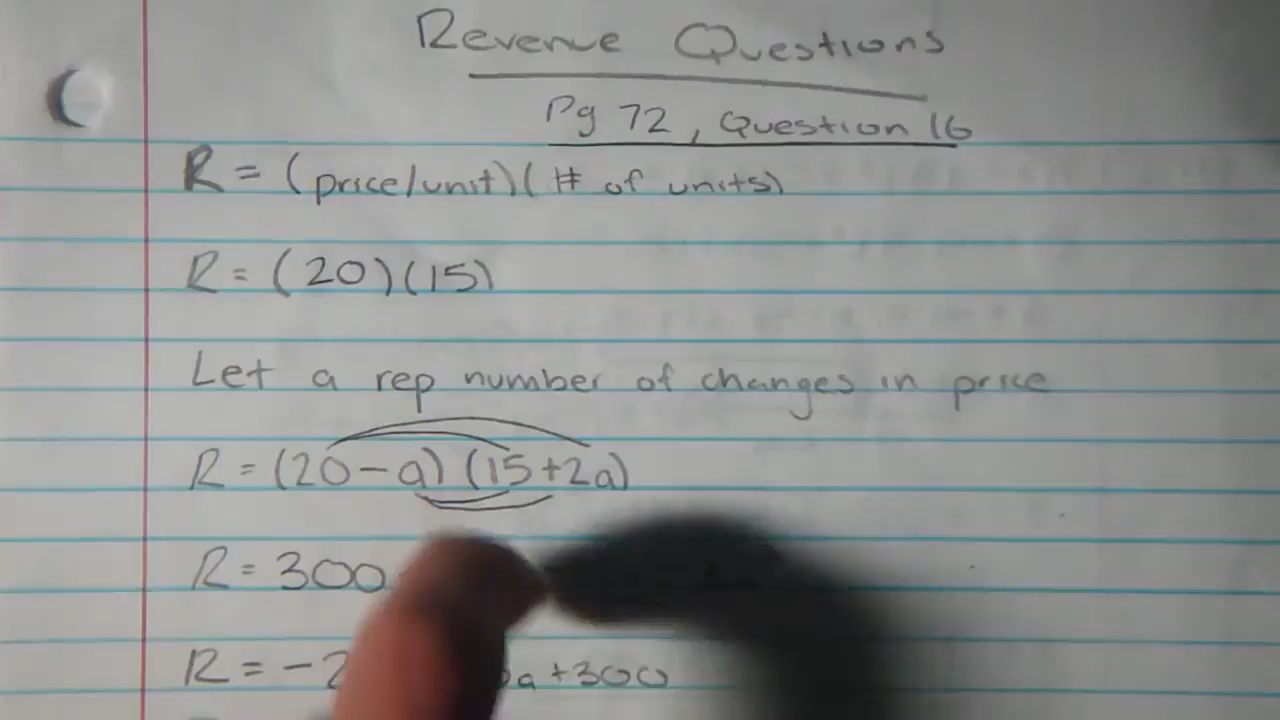 Revenue Questions
Pg 72, Question 16
R = (price/unit)(# of units)
R = (20)(15)
Let a rep number of changes in price
R = (20-a)(15+2a)
R = 300
R = -2 a+300